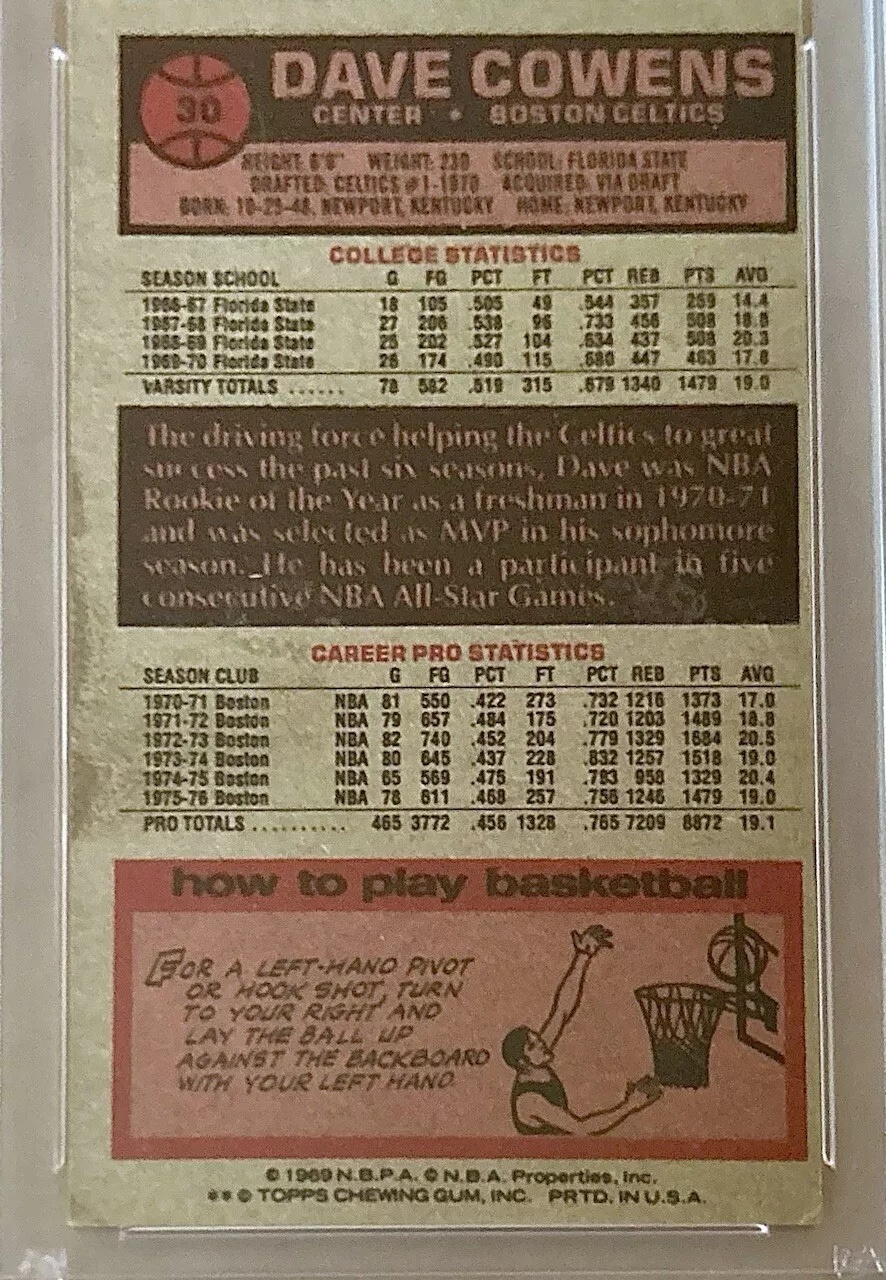 30
DAVE COWENS
CENTER • BOSTON CELTICS
HEIGHT: 6'8" WEIGHT: 230 SCHOOL: FLORIDA STATE
DRAFTED: CELTICS #1-1970 ACQUIRED: VIA DRAFT
BORN: 10-25-48, NEWPORT, KENTUCKY HOME: NEWPORT, KENTUCKY
COLLEGE STATISTICS
SEASON SCHOOL G FG PCT FT PCT REB PTS AVG
1966-67 Florida State 18 105 .505 49 .544 357 259 14.4
1967-68 Florida State 27 206 .538 96 .733 456 508 18.8
1968-69 Florida State 25 202 .527 104 .634 437 508 20.3
1969-70 Florida State 26 174 .490 115 .680 447 463 17.8
VARSITY TOTALS ...... 78 582 .519 315 .679 1340 1479 19.0
The driving force helping the Celtics to great
success the past six seasons, Dave was NBA
Rookie of the Year as a freshman in 1970-71
and was selected as MVP in his sophomore
season. He has been a participant in five
consecutive NBA All-Star Games.
CAREER PRO STATISTICS
SEASON CLUB G FG PCT FT PCT REB PTS AVG
1970-71 Boston NBA 81 550 .422 273 .732 1216 1373 17.0
1971-72 Boston NBA 79 657 .484 175 .720 1203 1489 18.8
1972-73 Boston NBA 82 740 .452 204 .779 1329 1684 20.5
1973-74 Boston NBA 80 645 .437 228 .832 1257 1518 19.0
1974-75 Boston NBA 65 569 .475 191 .783 958 1329 20.4
1975-76 Boston NBA 78 611 .468 257 .756 1246 1479 19.0
PRO TOTALS .......... 465 3772 .456 1328 .765 7209 8872 19.1
how to play basketball
FOR A LEFT-HAND PIVOT
OR HOOK SHOT, TURN
TO YOUR RIGHT AND
LAY THE BALL UP
AGAINST THE BACKBOARD
WITH YOUR LEFT HAND.
© 1969 N.B.P.A. © N.B.A. Properties, Inc.
** © TOPPS CHEWING GUM, INC. PRTD. IN U.S.A.